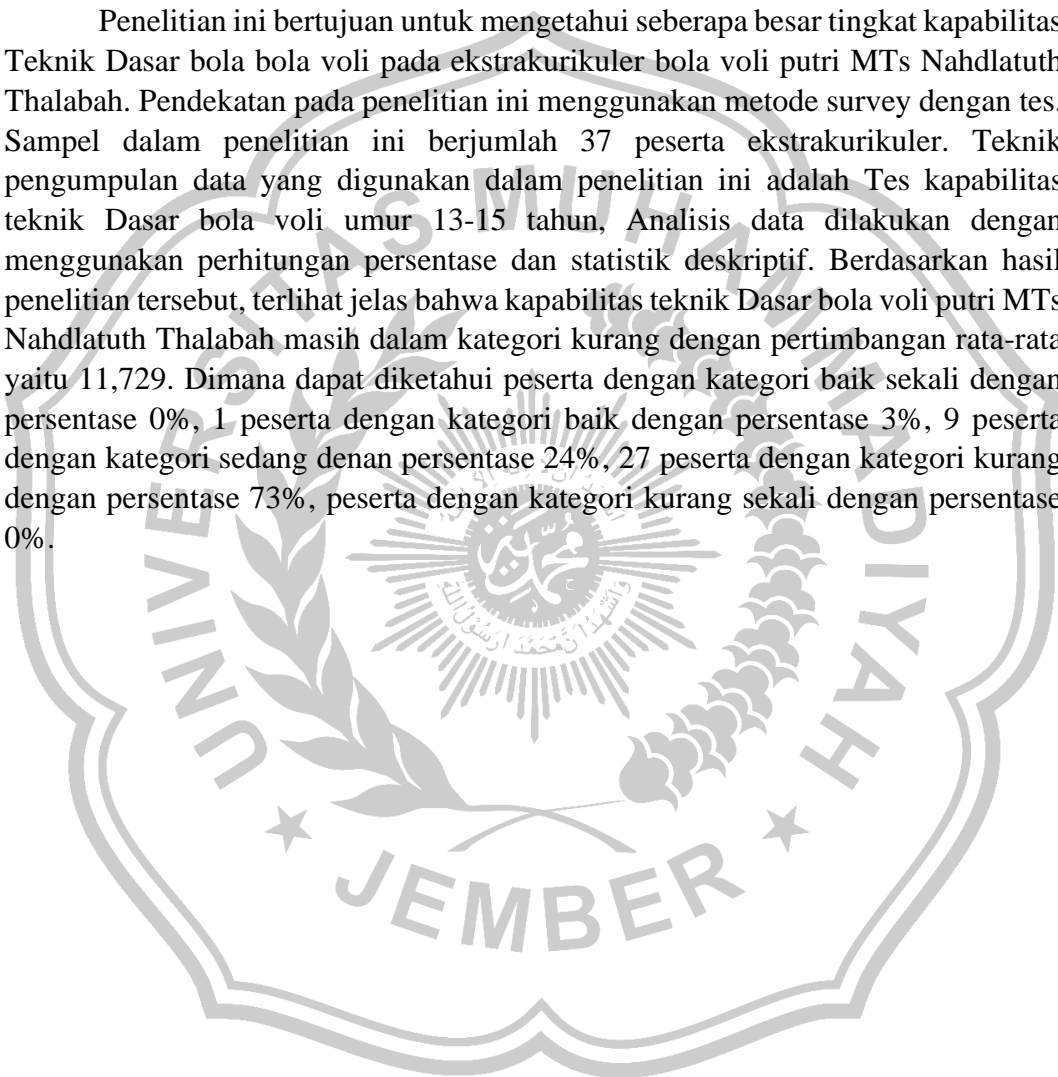 Penelitian ini bertujuan untuk mengetahui seberapa besar tingkat kapabilitas
Teknik Dasar bola bola voli pada ekstrakurikuler bola voli putri MTs Nahdlatuth
Thalabah. Pendekatan pada penelitian ini menggunakan metode survey dengan tes.
Sampel dalam penelitian ini berjumlah 37 peserta ekstrakurikuler. Teknik
pengumpulan data yang digunakan dalam penelitian ini adalah Tes kapabilitas
teknik Dasar bola voli umur 13-15 tahun, Analisis data dilakukan dengan
menggunakan perhitungan persentase dan statistik deskriptif. Berdasarkan hasil
penelitian tersebut, terlihat jelas bahwa kapabilitas teknik Dasar bola voli putri MTs
Nahdlatuth Thalabah masih dalam kategori kurang dengan pertimbangan rata-rata
yaitu 11,729. Dimana dapat diketahui peserta dengan kategori baik sekali dengan
persentase 0%, 1 peserta dengan kategori baik dengan persentase 3%, 9 peserta
dengan kategori sedang denan persentase 24%, 27 peserta dengan kategori kurang
dengan persentase 73%, peserta dengan kategori kurang sekali dengan persentase
0%.
UNIVERSITAS MUHAMMADIYAH
JEMBER